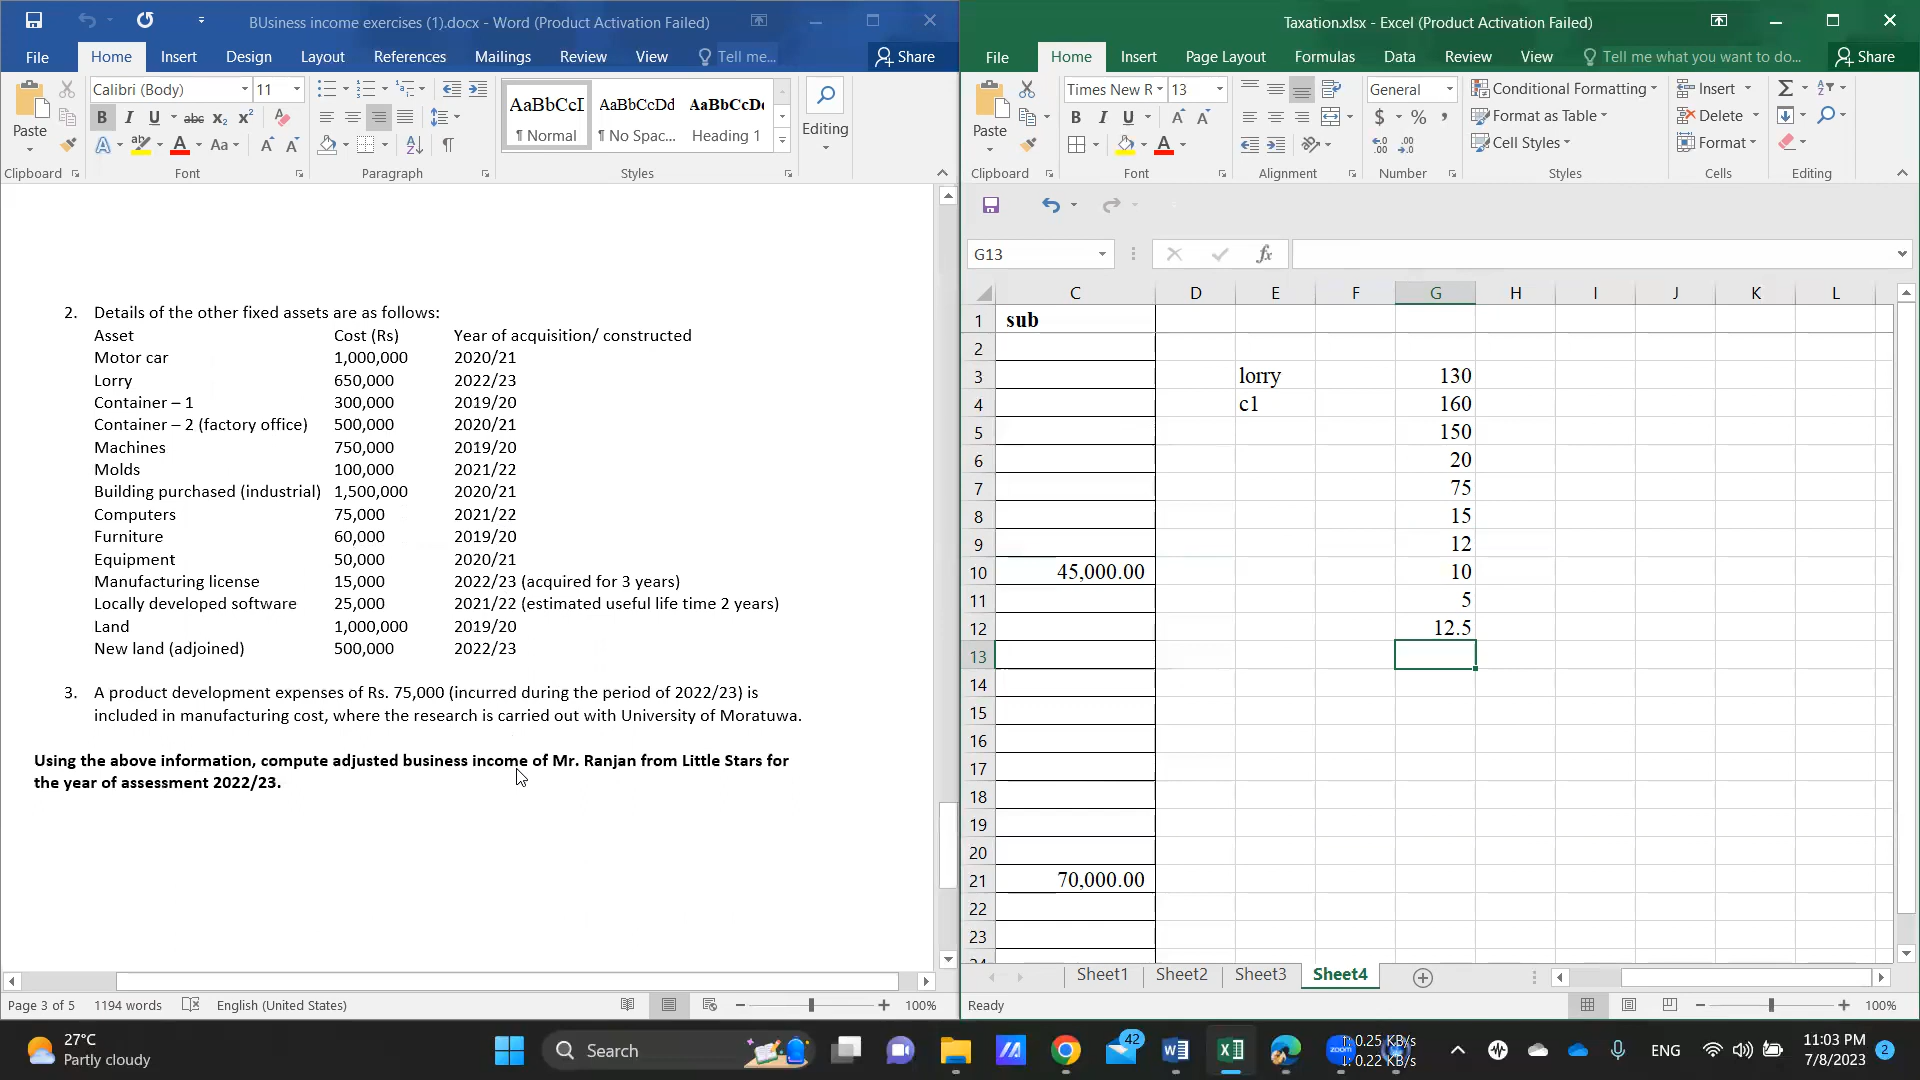 BUsiness income exercises (1).docx - Word (Product Activation Failed)
File Home Insert Design Layout References Mailings Review View Tell me... Share
Calibri (Body) 11
AaBbCcI AaBbCcDd AaBbCcD
Paste
B I U abc x₂ x²
¶ Normal ¶ No Spac... Heading 1
Editing
A Aa A A
Clipboard Font Paragraph Styles
2. Details of the other fixed assets are as follows:
Asset Cost (Rs) Year of acquisition/ constructed
Motor car 1,000,000 2020/21
Lorry 650,000 2022/23
Container – 1 300,000 2019/20
Container – 2 (factory office) 500,000 2020/21
Machines 750,000 2019/20
Molds 100,000 2021/22
Building purchased (industrial) 1,500,000 2020/21
Computers 75,000 2021/22
Furniture 60,000 2019/20
Equipment 50,000 2020/21
Manufacturing license 15,000 2022/23 (acquired for 3 years)
Locally developed software 25,000 2021/22 (estimated useful life time 2 years)
Land 1,000,000 2019/20
New land (adjoined) 500,000 2022/23
3. A product development expenses of Rs. 75,000 (incurred during the period of 2022/23) is
included in manufacturing cost, where the research is carried out with University of Moratuwa.
Using the above information, compute adjusted business income of Mr. Ranjan from Little Stars for
the year of assessment 2022/23.
Page 3 of 5 1194 words English (United States) 100%
Taxation.xlsx - Excel (Product Activation Failed)
File Home Insert Page Layout Formulas Data Review View Tell me what you want to do... Share
Times New R 13 General Conditional Formatting Insert
Paste B I U A A $ % , Format as Table Delete
A Cell Styles Format
Clipboard Font Alignment Number Styles Cells Editing
G13 fx
C D E F G H I J K L
1 sub
2
3 lorry 130
4 c1 160
5 150
6 20
7 75
8 15
9 12
10 45,000.00 10
11 5
12 12.5
13
14
15
16
17
18
19
20
21 70,000.00
22
23
Sheet1 Sheet2 Sheet3 Sheet4
Ready 100%
27°C
Partly cloudy
Search
42
zoom
↑: 0.25 KB/s
↓: 0.22 KB/s
ENG
11:03 PM
7/8/2023
2